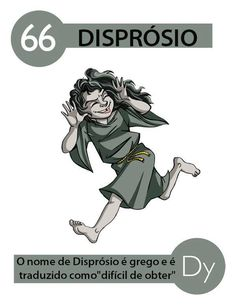 66 DISPRÓSIO
O nome de Disprósio é grego e é
traduzido como"difícil de obter"
Dy